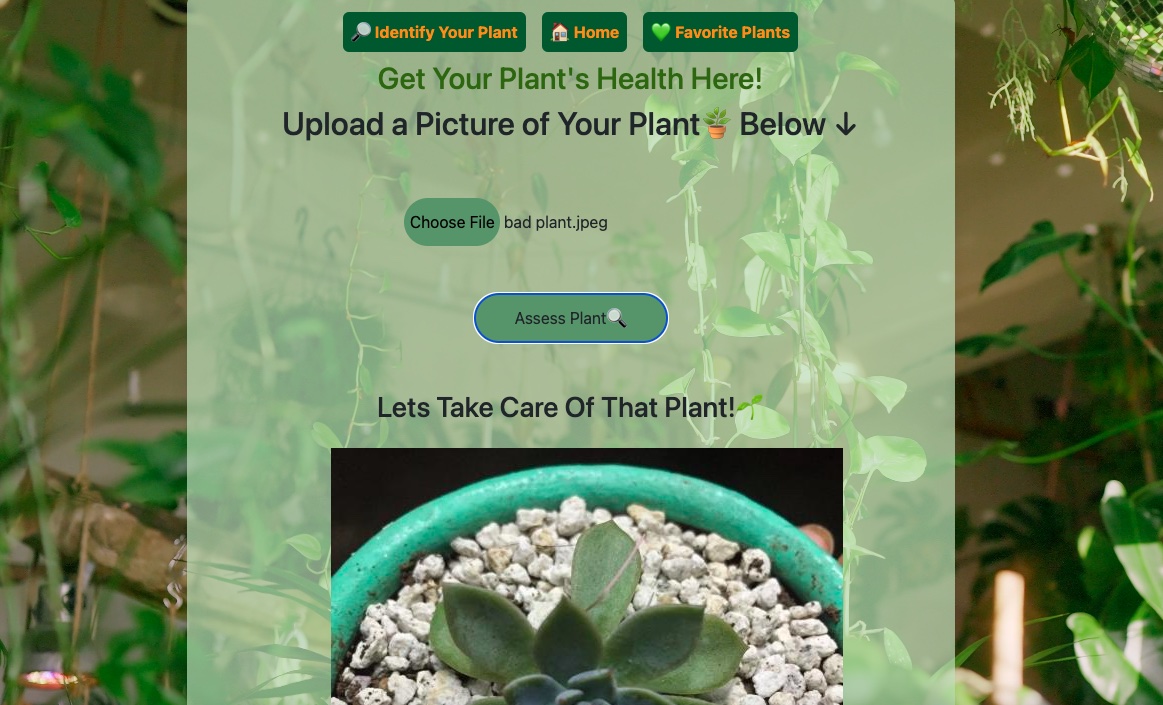 🔎Identify Your Plant
🏠Home
💚Favorite Plants
Get Your Plant's Health Here!
Upload a Picture of Your Plant🪴 Below ↓
Choose File bad plant.jpeg
Assess Plant🔍
Lets Take Care Of That Plant!🌱